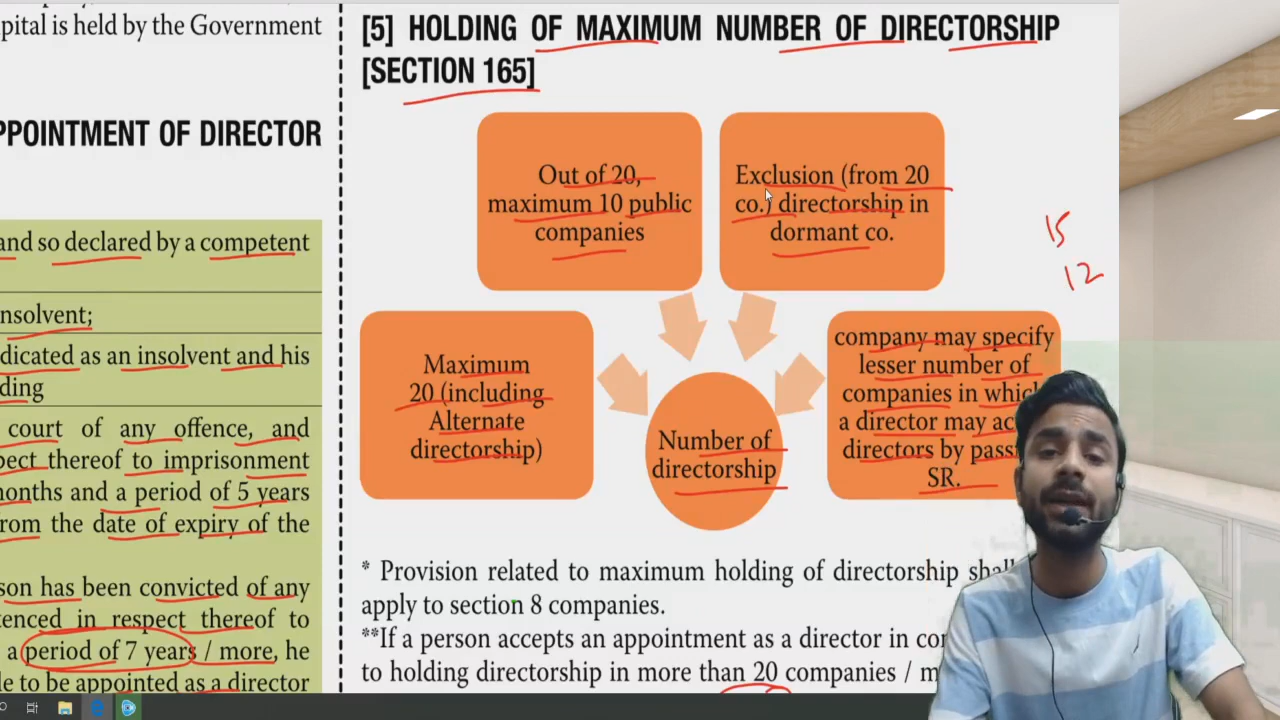 pital is held by the Government
PPOINTMENT OF DIRECTOR
and so declared by a competent
nsolvent;
dicated as an insolvent and his
ding
court of any offence, and
pect thereof to imprisonment
months and a period of 5 years
rom the date of expiry of the
son has been convicted of any
tenced in respect thereof to
a period of 7 years / more, he
le to be appointed as a director
[5] HOLDING OF MAXIMUM NUMBER OF DIRECTORSHIP
[SECTION 165]
Out of 20,
maximum 10 public
companies
Exclusion (from 20
co.) directorship in
dormant co.
15
12
Maximum
20 (including
Alternate
directorship)
Number of
directorship
company may specify
lesser number of
companies in which
a director may ac
directors by pass
SR.
* Provision related to maximum holding of directorship shal
apply to section 8 companies.
**If a person accepts an appointment as a director in co
to holding directorship in more than 20 companies / m